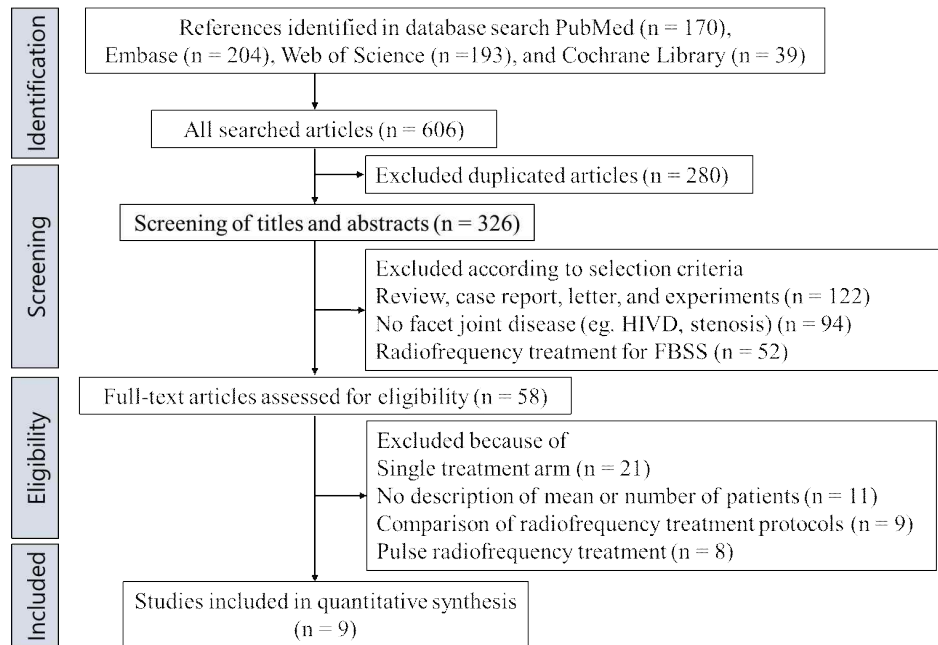 Identification
References identified in database search PubMed (n = 170),
Embase (n = 204), Web of Science (n =193), and Cochrane Library (n = 39)
All searched articles (n = 606)
Excluded duplicated articles (n = 280)
Screening
Screening of titles and abstracts (n = 326)
Excluded according to selection criteria
Review, case report, letter, and experiments (n = 122)
No facet joint disease (eg. HIVD, stenosis) (n = 94)
Radiofrequency treatment for FBSS (n = 52)
Eligibility
Full-text articles assessed for eligibility (n = 58)
Excluded because of
Single treatment arm (n = 21)
No description of mean or number of patients (n = 11)
Comparison of radiofrequency treatment protocols (n = 9)
Pulse radiofrequency treatment (n = 8)
Included
Studies included in quantitative synthesis
(n = 9)